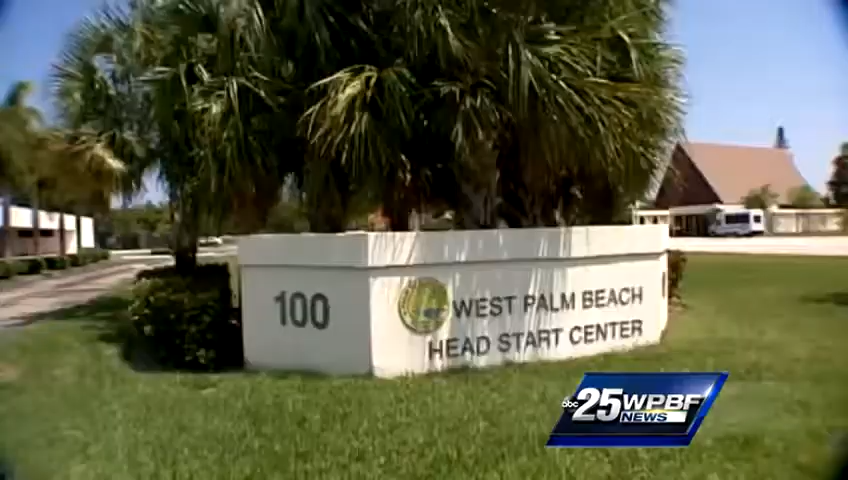 100
WEST PALM BEACH
HEAD START CENTER
abc 25 WPBF
NEWS